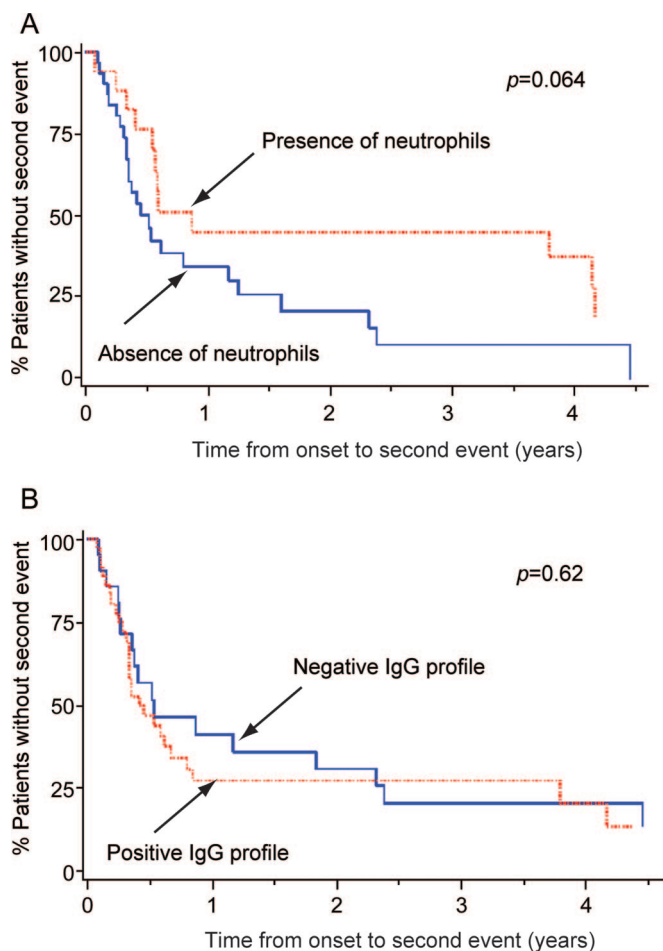 A
100
p=0.064
75
Presence of neutrophils
50
25
Absence of neutrophils
0
0 1 2 3 4
% Patients without second event
Time from onset to second event (years)
B
100
p=0.62
75
Negative IgG profile
50
25
Positive IgG profile
0
0 1 2 3 4
% Patients without second event
Time from onset to second event (years)